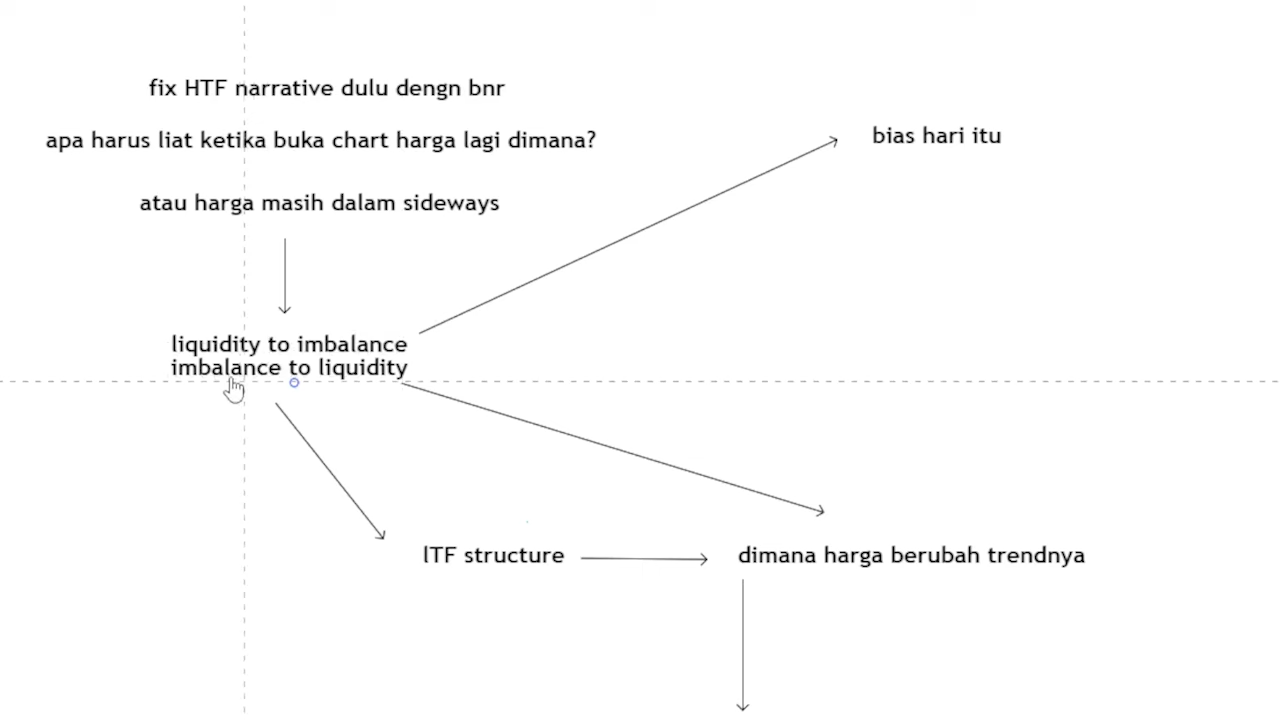 fix HTF narrative dulu dengn bnr
apa harus liat ketika buka chart harga lagi dimana?
bias hari itu
atau harga masih dalam sideways
liquidity to imbalance
imbalance to liquidity
lTF structure
dimana harga berubah trendnya